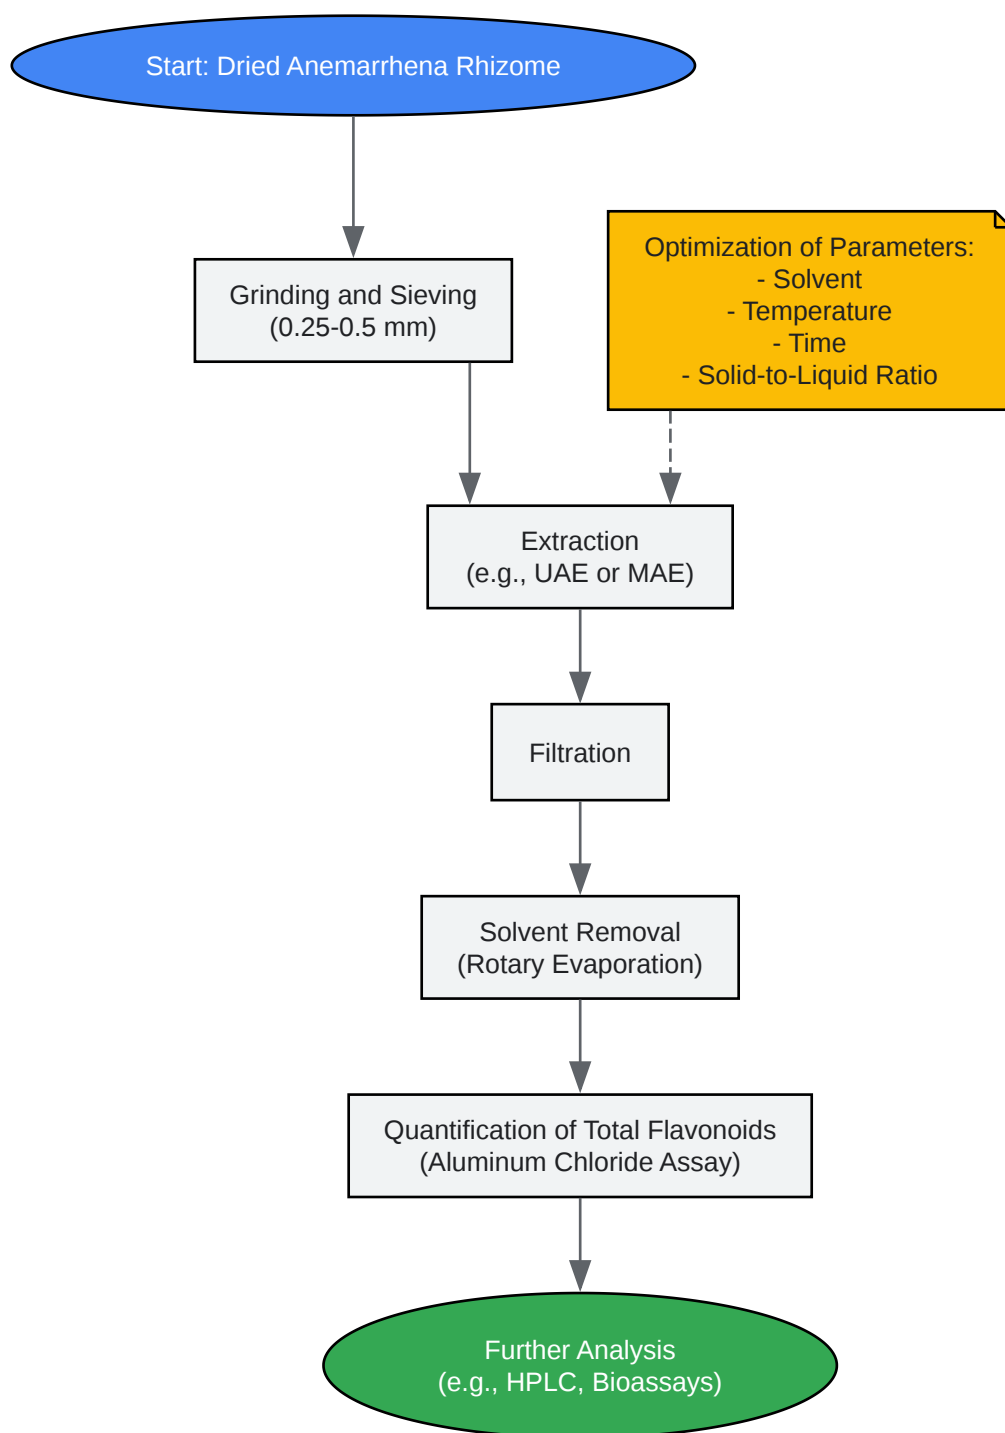 Start: Dried Anemarrhena Rhizome
Grinding and Sieving
(0.25-0.5 mm)
Optimization of Parameters:
- Solvent
- Temperature
- Time
- Solid-to-Liquid Ratio
Extraction
(e.g., UAE or MAE)
Filtration
Solvent Removal
(Rotary Evaporation)
Quantification of Total Flavonoids
(Aluminum Chloride Assay)
Further Analysis
(e.g., HPLC, Bioassays)